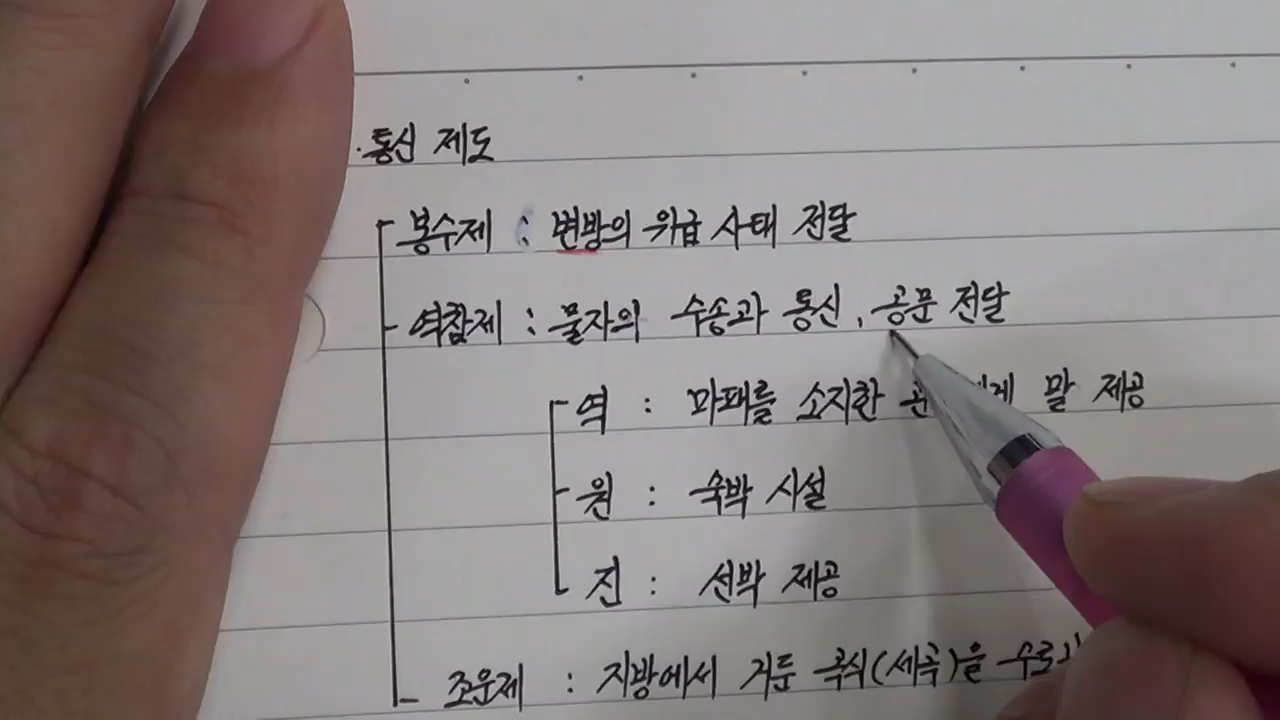 · 통신 제도
봉수제 : 변방의 위급 사태 전달
역참제 : 물자의 수송과 통신, 공문 전달
역 : 마패를 소지한 말 제공
원 : 숙박 시설
진 : 선박 제공
조운제 : 지방에서 거둔 곡식(세곡)을